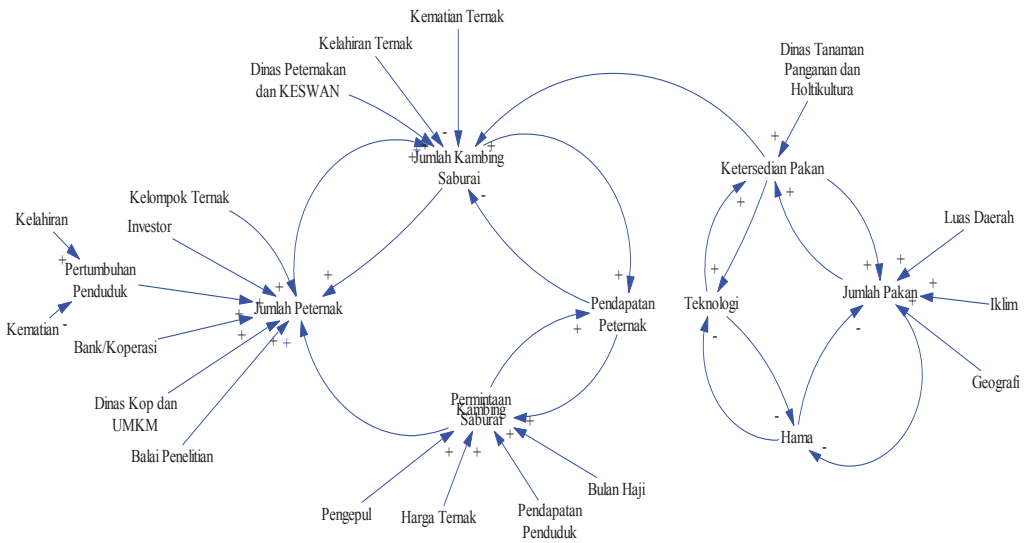 Kematian Ternak
Kelahiran Ternak
Dinas Peternakan
dan KESWAN
Dinas Tanaman
Panganan dan
Holtikultura
Jumlah Kambing
Saburai
Ketersedian Pakan
Kelompok Ternak
Investor
Kelahiran
Pertumbuhan
Penduduk
Kematian
Bank/Koperasi
Jumlah Peternak
Dinas Kop dan
UMKM
Balai Penelitian
Pendapatan
Peternak
Permintaan
Kambing
Saburai
Pengepul
Harga Ternak
Pendapatan
Penduduk
Bulan Haji
Teknologi
Jumlah Pakan
Luas Daerah
Iklim
Geografi
Hama